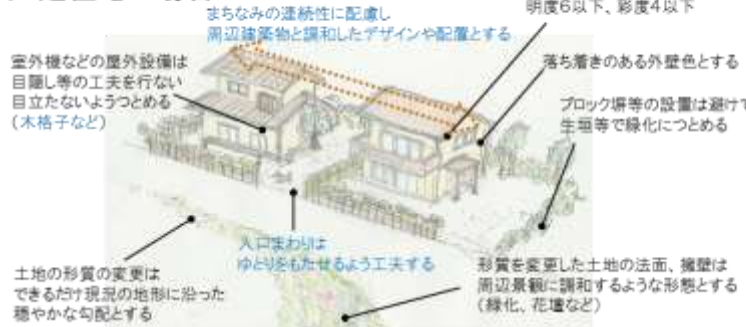 まちなみの連続性に配慮し
周辺建築物と調和したデザインや配置とする
明度6以下、彩度4以下
室外機などの屋外設備は
目隠し等の工夫を行ない
目立たないようつとめる
(木格子など)
落ち着きのある外壁色とする
ブロック塀等の設置は避けて
生垣等で緑化につとめる
入口まわりは
ゆとりをもたせるよう工夫する
土地の形質の変更は
できるだけ現況の地形に沿った
穏やかな勾配とする
形質を変更した土地の法面、擁壁は
周辺景観に調和するような形態とする
(緑化、花壇など)